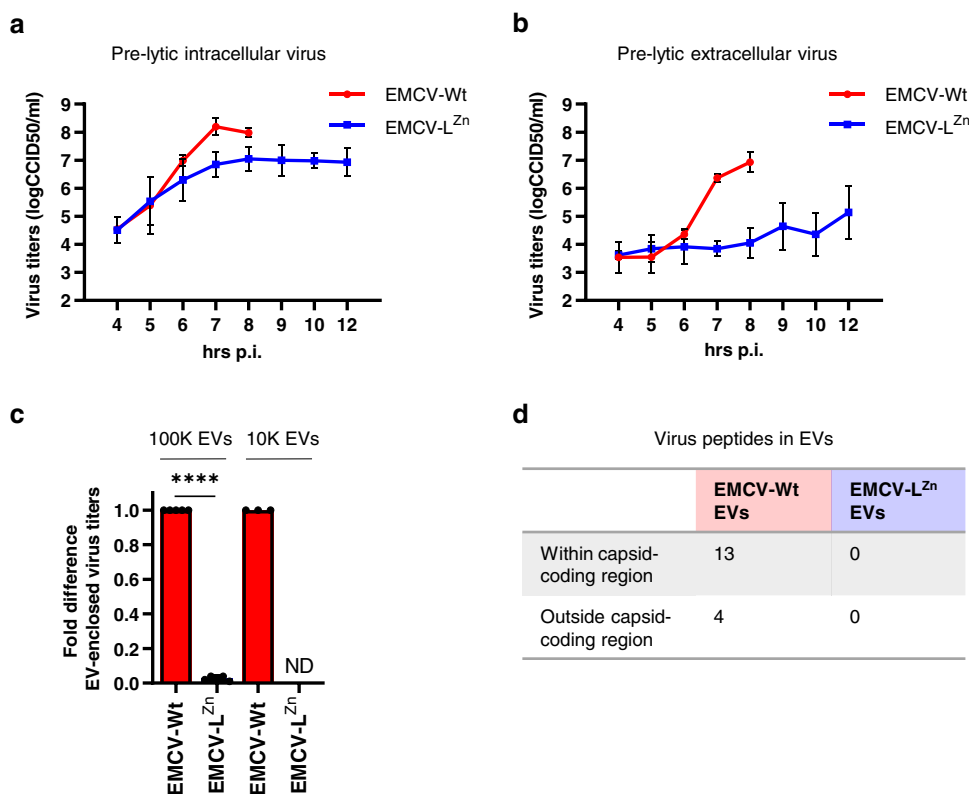 a
Pre-lytic intracellular virus
EMCV-Wt
EMCV-L^Zn
Virus titers (logCCID50/ml)
9
8
7
6
5
4
3
2
4 5 6 7 8 9 10 12
hrs p.i.
b
Pre-lytic extracellular virus
EMCV-Wt
EMCV-L^Zn
Virus titers (logCCID50/ml)
9
8
7
6
5
4
3
2
4 5 6 7 8 9 10 12
hrs p.i.
c
100K EVs 10K EVs
****
Fold difference
EV-enclosed virus titers
1.0
0.8
0.6
0.4
0.2
0.0
ND
EMCV-Wt
EMCV-L^Zn
EMCV-Wt
EMCV-L^Zn
d
Virus peptides in EVs
EMCV-Wt
EVs
EMCV-L^Zn
EVs
Within capsid-
coding region
13
0
Outside capsid-
coding region
4
0